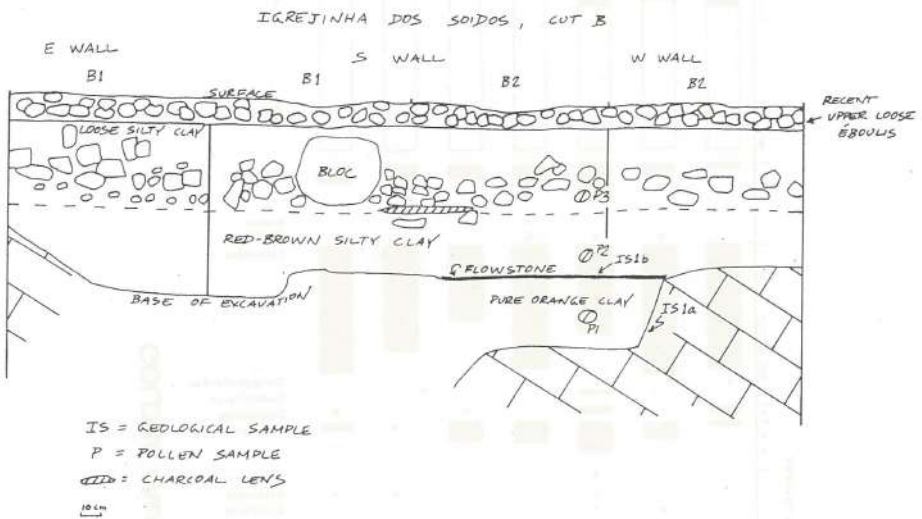 IGREJINHA DOS SOIDOS, CUT B
E WALL
S WALL
W WALL
B1
B1
B2
B2
SURFACE
RECENT
UPPER LOOSE
ÉBOULIS
LOOSE SILTY CLAY
BLOC
P3
RED-BROWN SILTY CLAY
P2
IS1b
FLOWSTONE
BASE OF EXCAVATION
PURE ORANGE CLAY
P1
IS1a
IS = GEOLOGICAL SAMPLE
P = POLLEN SAMPLE
= CHARCOAL LENS
10 cm